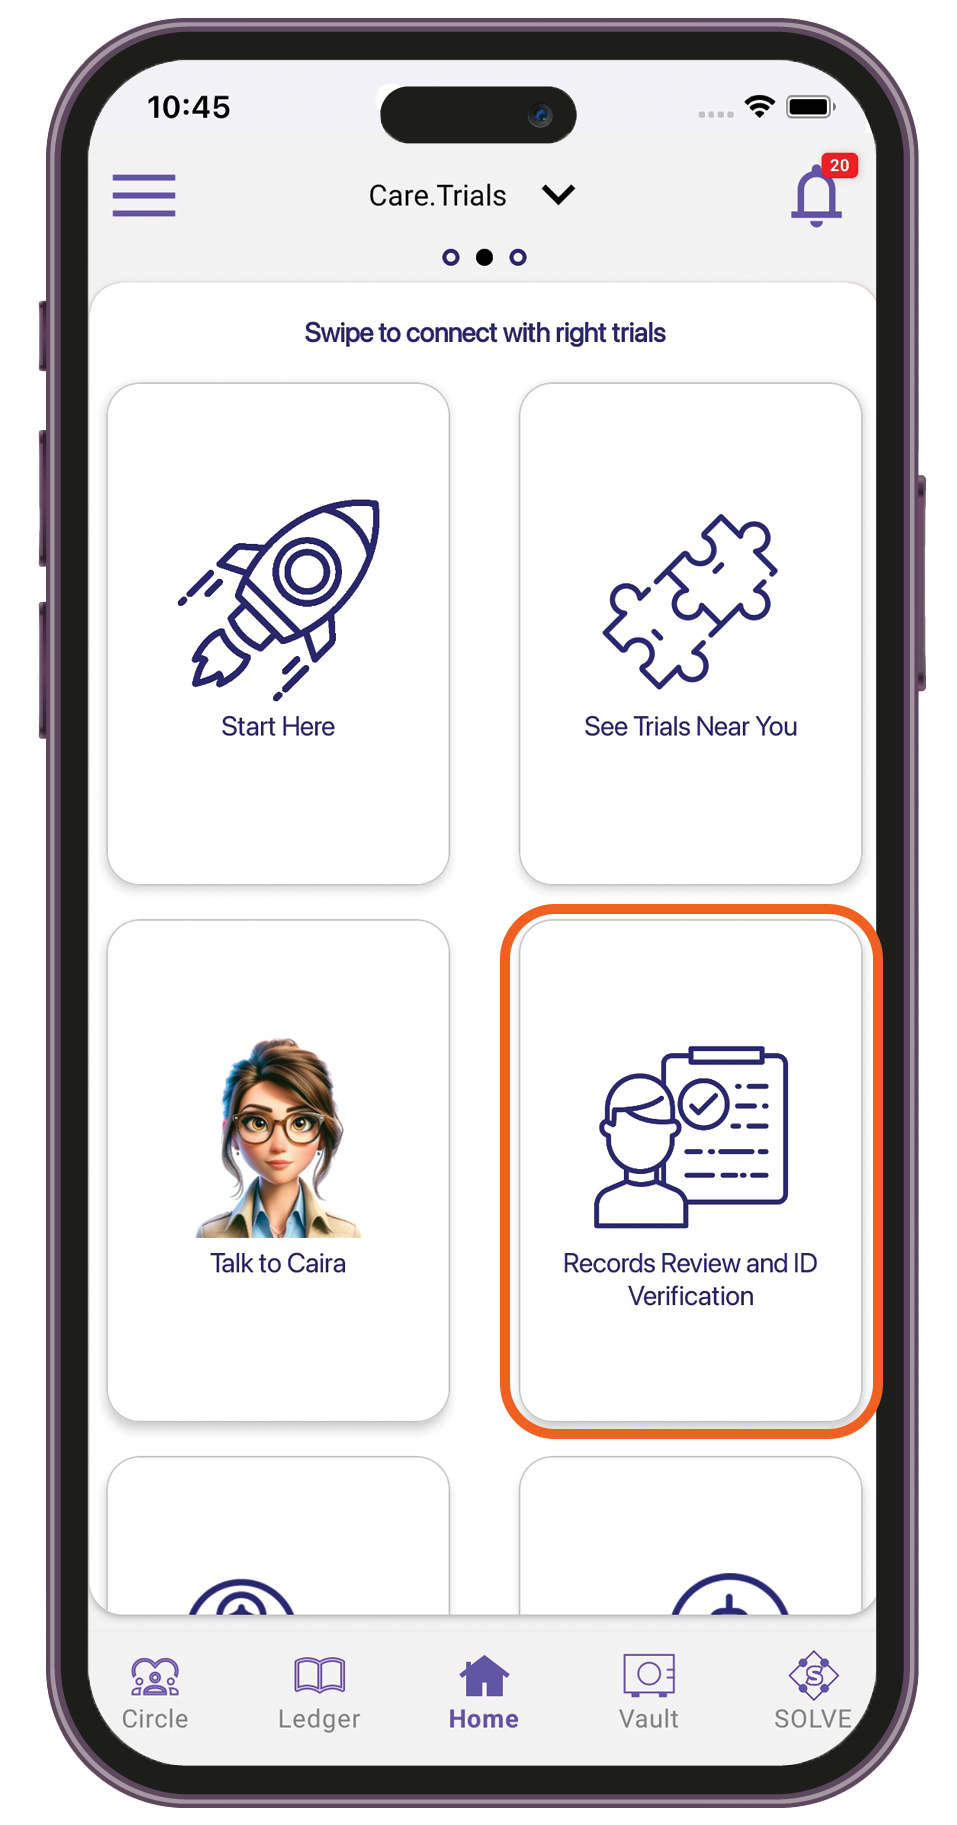 10:45
Care.Trials
20
Swipe to connect with right trials
Start Here
See Trials Near You
Talk to Caira
Records Review and ID
Verification
Circle
Ledger
Home
Vault
S
SOLVE